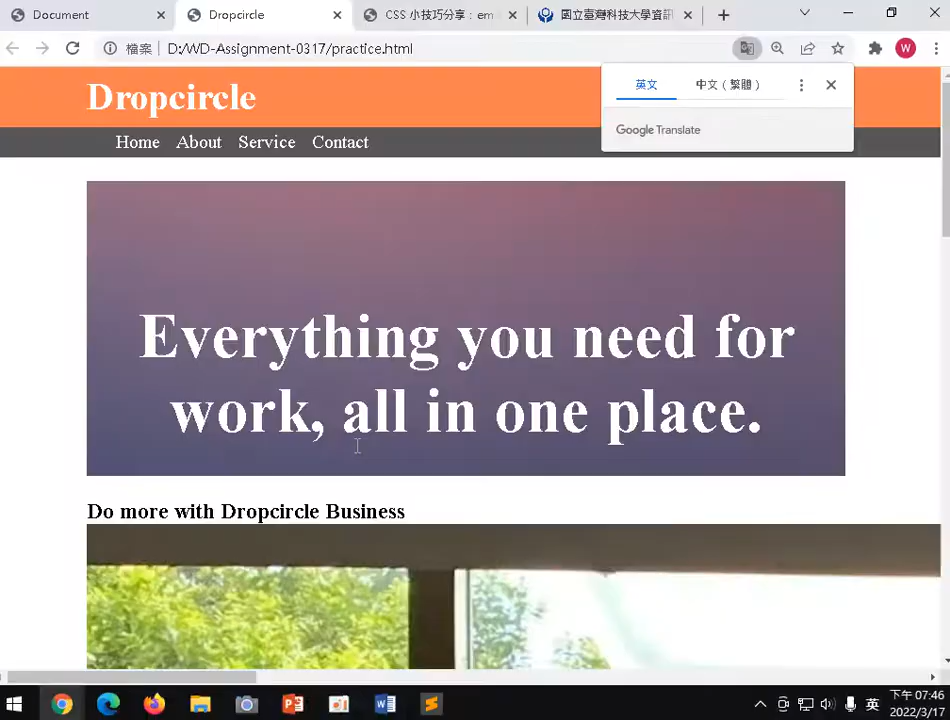 Document
Dropcircle
CSS 小技巧分享：em
國立臺灣科技大學資訊
檔案
D:/WD-Assignment-0317/practice.html
W
英文
中文（繁體）
Google Translate
Dropcircle
Home
About
Service
Contact
Everything you need for
work, all in one place.
Do more with Dropcircle Business
英
下午 07:46
2022/3/17